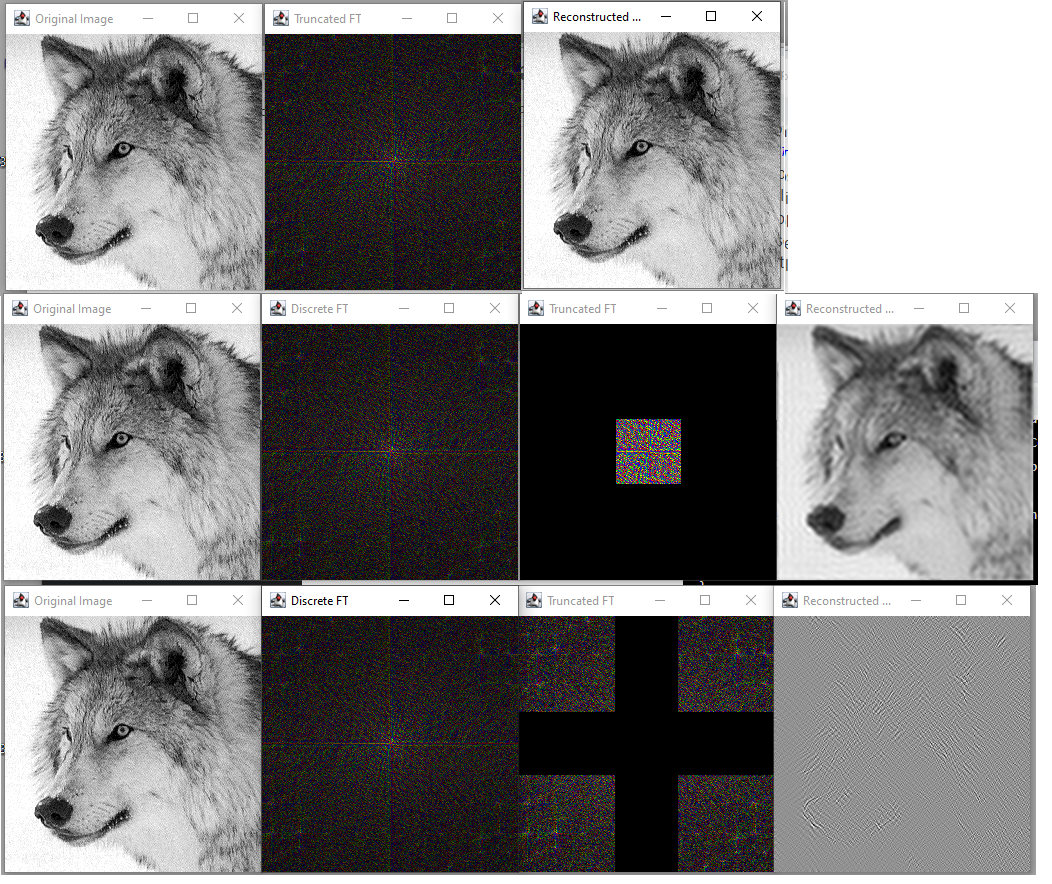 Original Image
Truncated FT
Reconstructed ...
Original Image
Discrete FT
Truncated FT
Reconstructed ...
Original Image
Discrete FT
Truncated FT
Reconstructed ...